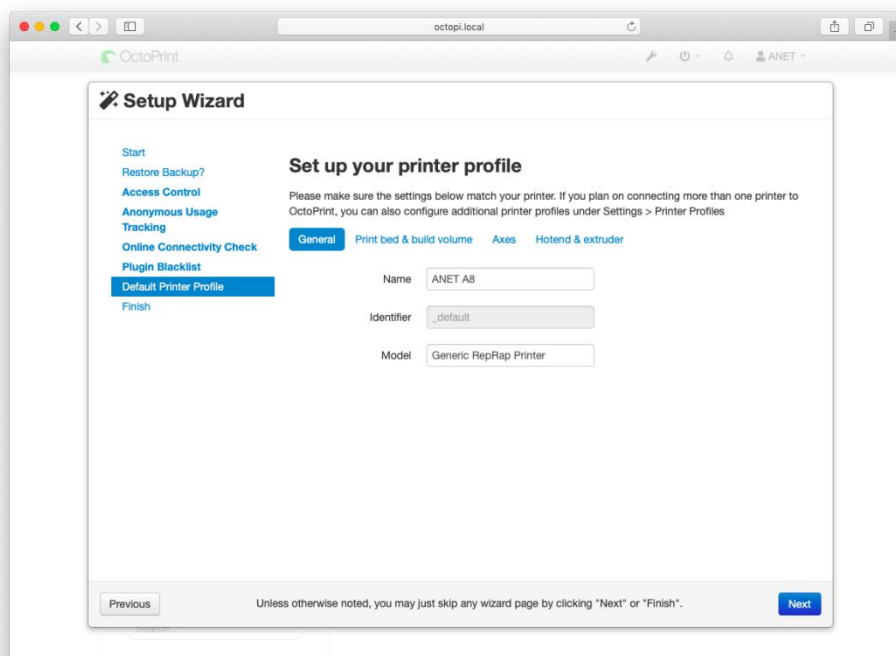 octopi.local
OctoPrint
ANET
Setup Wizard
Start
Restore Backup?
Access Control
Anonymous Usage
Tracking
Online Connectivity Check
Plugin Blacklist
Default Printer Profile
Finish
Set up your printer profile
Please make sure the settings below match your printer. If you plan on connecting more than one printer to
OctoPrint, you can also configure additional printer profiles under Settings > Printer Profiles
General Print bed & build volume Axes Hotend & extruder
Name ANET A8
Identifier _default
Model Generic RepRap Printer
Previous Unless otherwise noted, you may just skip any wizard page by clicking "Next" or "Finish". Next
Search...